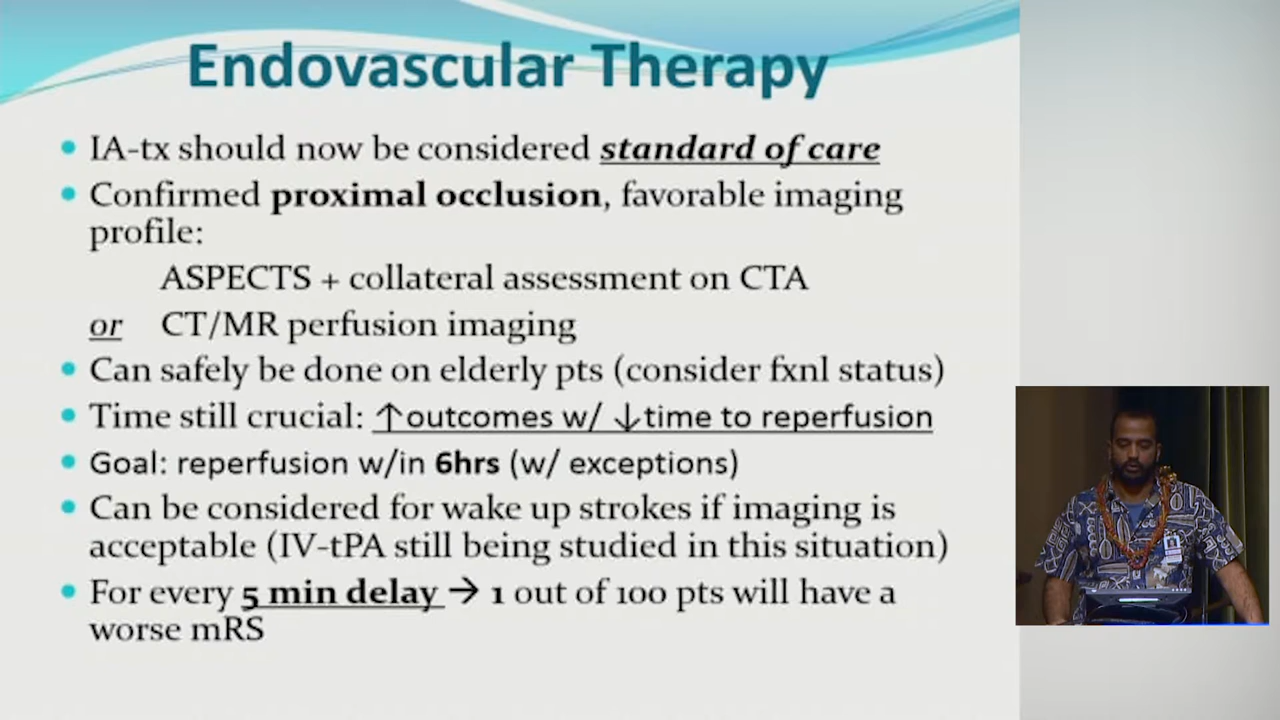 Endovascular Therapy
• IA-tx should now be considered standard of care
• Confirmed proximal occlusion, favorable imaging
profile:
ASPECTS + collateral assessment on CTA
or CT/MR perfusion imaging
• Can safely be done on elderly pts (consider fxnl status)
• Time still crucial: ↑outcomes w/ ↓time to reperfusion
• Goal: reperfusion w/in 6hrs (w/ exceptions)
• Can be considered for wake up strokes if imaging is
acceptable (IV-tPA still being studied in this situation)
• For every 5 min delay → 1 out of 100 pts will have a
worse mRS